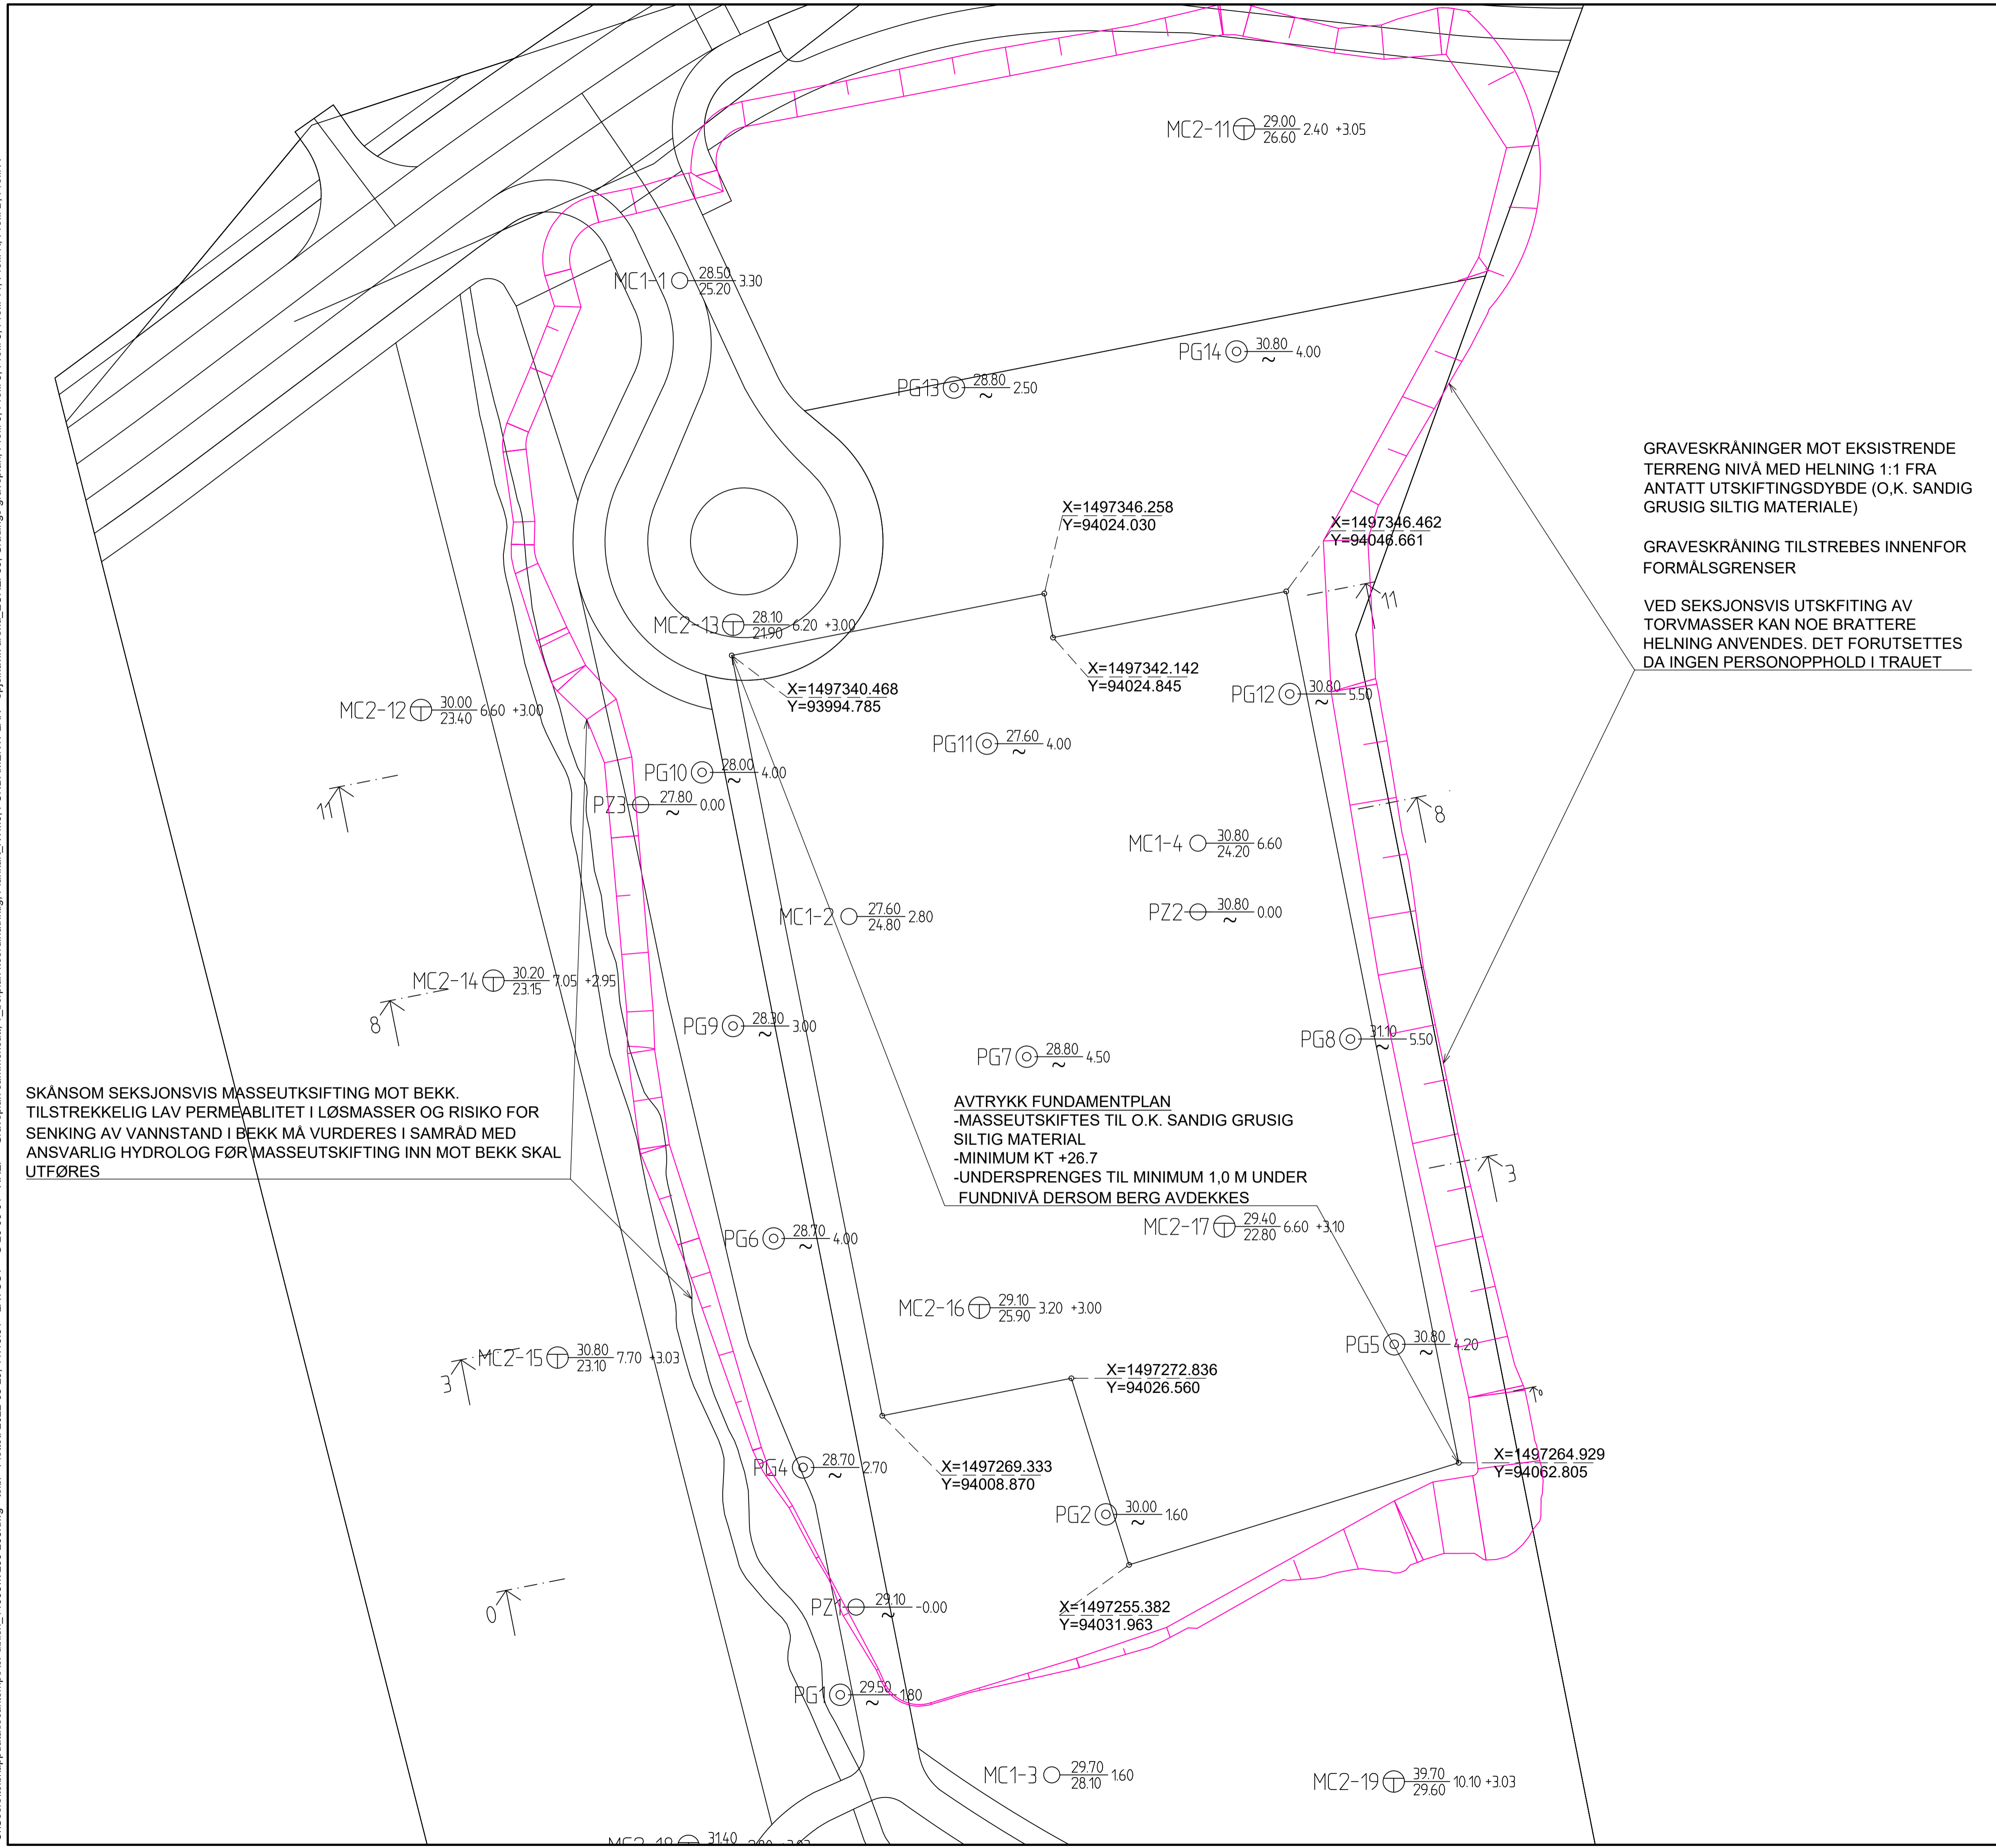 MC2-11 29.00 2.40 +3.05
26.60
MC1-1 28.50 3.30
25.20
PG14 30.80 4.00
~
PG13 28.80 2.50
~
GRAVESKRÅNINGER MOT EKSISTRENDE
TERRENG NIVÅ MED HELNING 1:1 FRA
ANTATT UTSKIFTINGSDYBDE (O,K. SANDIG
GRUSIG SILTIG MATERIALE)
GRAVESKRÅNING TILSTREBES INNENFOR
FORMÅLSGRENSER
VED SEKSJONSVIS UTSKFITING AV
TORVMASSER KAN NOE BRATTERE
HELNING ANVENDES. DET FORUTSETTES
DA INGEN PERSONOPPHOLD I TRAUET
X=1497346.258
Y=94024.030
X=1497346.462
Y=94046.661
11
MC2-13 28.10 6.20 +3.00
21.90
X=1497342.142
Y=94024.845
X=1497340.468
Y=93994.785
PG12 30.80 5.50
~
MC2-12 30.00 6.60 +3.00
23.40
PG11 27.60 4.00
~
PG10 28.00 4.00
~
PZ3 27.80 0.00
~
11
8
MC1-4 30.80 6.60
24.20
MC1-2 27.60 2.80
24.80
PZ2 30.80 0.00
~
MC2-14 30.20 7.05 +2.95
23.15
8
PG9 28.30 3.00
~
PG7 28.80 4.50
~
PG8 31.10 5.50
~
SKÅNSOM SEKSJONSVIS MASSEUTKSIFTING MOT BEKK.
TILSTREKKELIG LAV PERMEABLITET I LØSMASSER OG RISIKO FOR
SENKING AV VANNSTAND I BEKK MÅ VURDERES I SAMRÅD MED
ANSVARLIG HYDROLOG FØR MASSEUTSKIFTING INN MOT BEKK SKAL
UTFØRES
AVTRYKK FUNDAMENTPLAN
-MASSEUTSKIFTES TIL O.K. SANDIG GRUSIG
SILTIG MATERIAL
-MINIMUM KT +26.7
-UNDERSPRENGES TIL MINIMUM 1,0 M UNDER
FUNDNIVÅ DERSOM BERG AVDEKKES
3
MC2-17 29.40 6.60 +3.10
22.80
PG6 28.70 4.00
~
MC2-16 29.10 3.20 +3.00
25.90
PG5 30.80 4.20
~
MC2-15 30.80 7.70 +3.03
23.10
3
X=1497272.836
Y=94026.560
0
X=1497264.929
Y=94062.805
PG4 28.70 2.70
~
X=1497269.333
Y=94008.870
PG2 30.00 1.60
~
0
PZ1 29.10 -0.00
~
X=1497255.382
Y=94031.963
PG1 29.50 1.80
~
MC1-3 29.70 1.60
28.10
MC2-19 39.70 10.10 +3.03
29.60
MC2-18 31.40